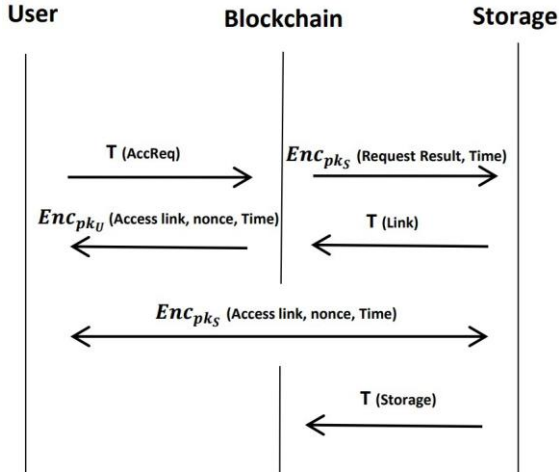 User Blockchain Storage
T (AccReq) Enc_{pk_S} (Request Result, Time)
Enc_{pk_U} (Access link, nonce, Time) T (Link)
Enc_{pk_S} (Access link, nonce, Time)
T (Storage)